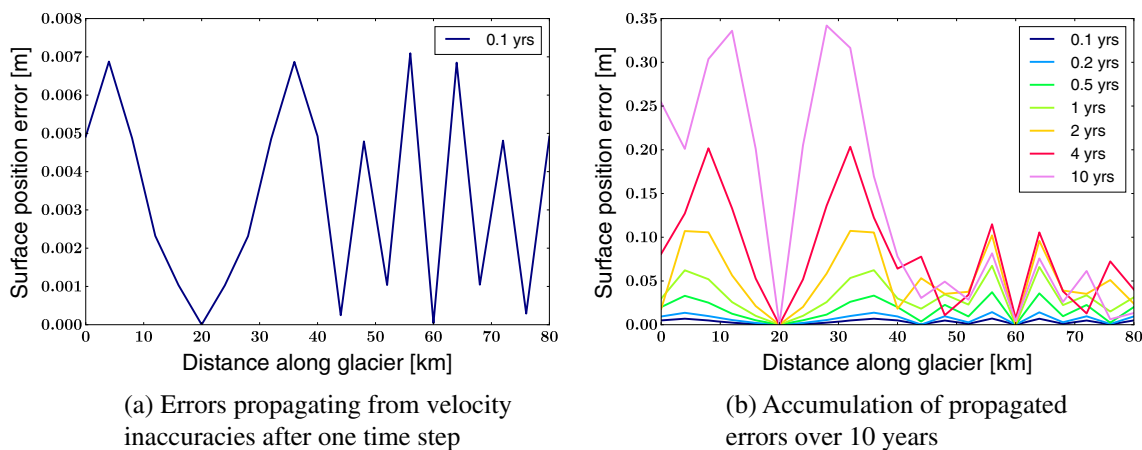 0.008
0.007
0.006
0.005
0.004
0.003
0.002
0.001
0.000
Surface position error [m]
0.1 yrs
0 10 20 30 40 50 60 70 80
Distance along glacier [km]
(a) Errors propagating from velocity
inaccuracies after one time step
0.35
0.30
0.25
0.20
0.15
0.10
0.05
0.00
Surface position error [m]
0.1 yrs
0.2 yrs
0.5 yrs
1 yrs
2 yrs
4 yrs
10 yrs
0 10 20 30 40 50 60 70 80
Distance along glacier [km]
(b) Accumulation of propagated
errors over 10 years